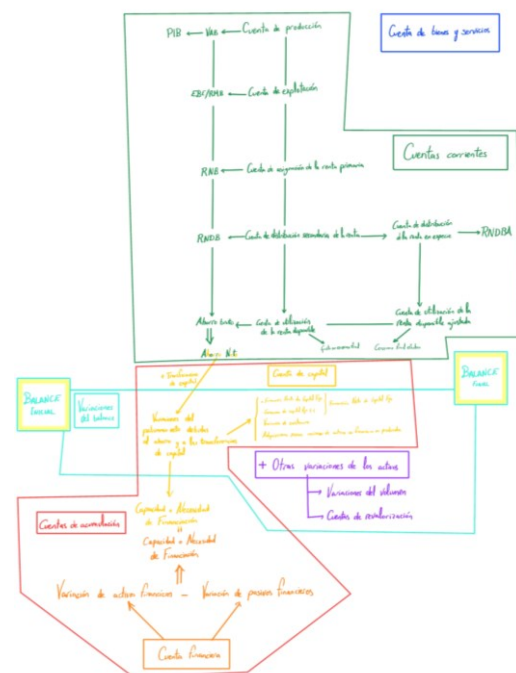 PIB ← VAB ← Cuenta de producción
Cuenta de bienes y servicios
EBE/RMB ← Cuenta de explotación
Cuentas corrientes
RNB ← Cuenta de asignación de la renta primaria
RNDB ← Cuenta de distribución secundaria de la renta
Cuenta de distribución
de la renta en especie
RNDBA
Ahorro bruto ← Cuenta de utilización
de la renta disponible
Cuenta de utilización de la
renta disponible ajustada
Ahorro Neto
+ Transferencias
de capital
Cuenta de capital
BALANCE
INICIAL
Variaciones
del balance
BALANCE
FINAL
Variaciones del
patrimonio neto debidas
al ahorro y a las transferencias
de capital
Variación de existencias
+ Otras variaciones de los activos
Variaciones del volumen
Cuentas de revalorización
Cuentas de acumulación
Capacidad o Necesidad
de Financiación
=
Capacidad o Necesidad
de Financiación
Variación de activos financieros - Variación de pasivos financieros
Cuenta financiera